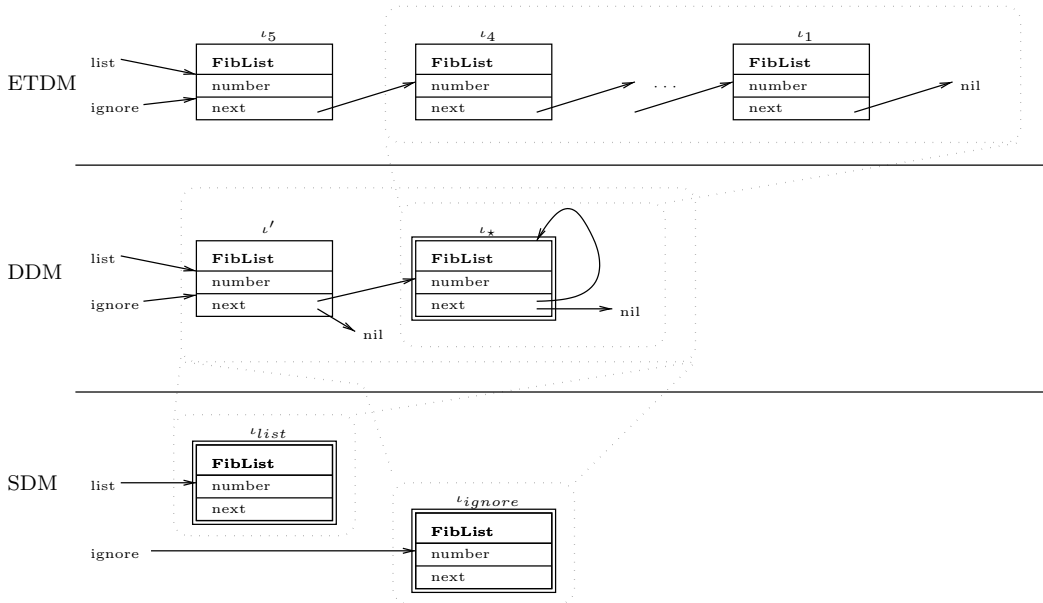 ETDM
list
ignore
ι5
FibList
number
next
ι4
FibList
number
next
. . .
ι1
FibList
number
next
nil
DDM
list
ignore
ι′
FibList
number
next
nil
ι⋆
FibList
number
next
nil
SDM
list
ιlist
FibList
number
next
ignore
ιignore
FibList
number
next